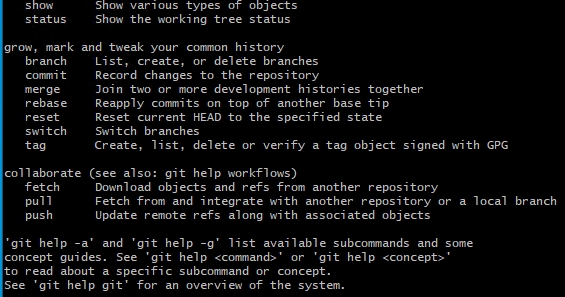 show      Show various types of objects
status    Show the working tree status
grow, mark and tweak your common history
branch    List, create, or delete branches
commit    Record changes to the repository
merge     Join two or more development histories together
rebase    Reapply commits on top of another base tip
reset     Reset current HEAD to the specified state
switch    Switch branches
tag       Create, list, delete or verify a tag object signed with GPG
collaborate (see also: git help workflows)
fetch     Download objects and refs from another repository
pull      Fetch from and integrate with another repository or a local branch
push      Update remote refs along with associated objects
'git help -a' and 'git help -g' list available subcommands and some
concept guides. See 'git help <command>' or 'git help <concept>'
to read about a specific subcommand or concept.
See 'git help git' for an overview of the system.